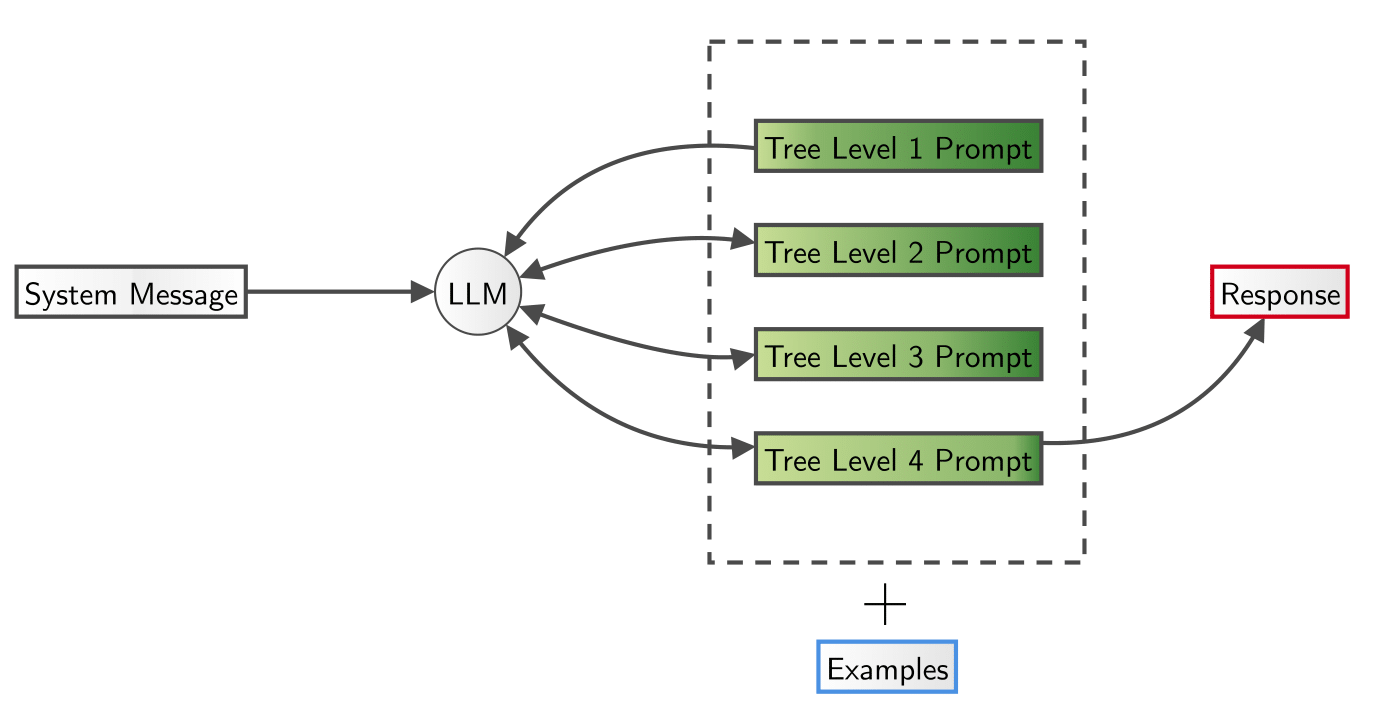 Tree Level 1 Prompt
Tree Level 2 Prompt
System Message
LLM
Response
Tree Level 3 Prompt
Tree Level 4 Prompt
+
Examples